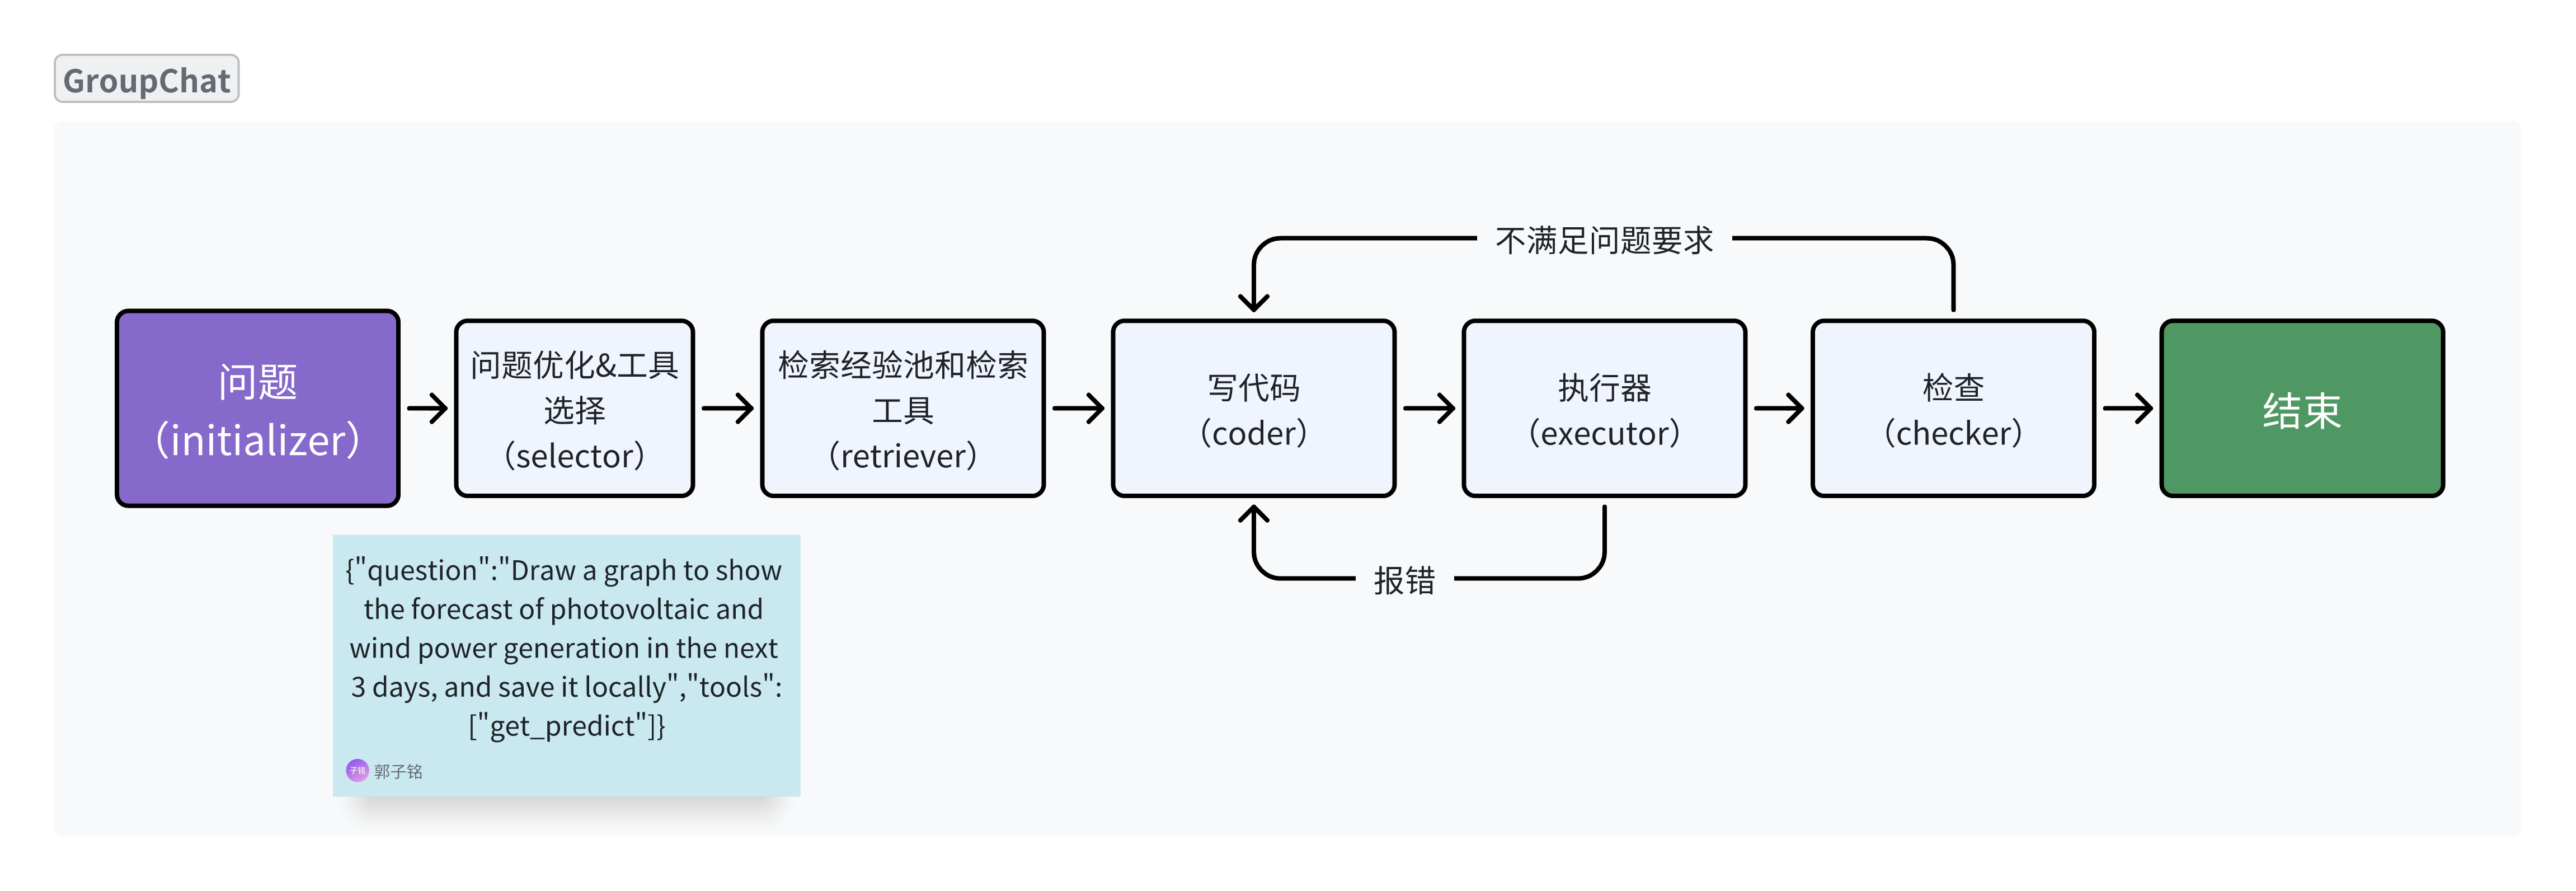 GroupChat
不满足问题要求
问题
（initializer）
问题优化&工具
选择
（selector）
检索经验池和检索
工具
（retriever）
写代码
（coder）
执行器
（executor）
检查
（checker）
结束
报错
{"question":"Draw a graph to show
the forecast of photovoltaic and
wind power generation in the next
3 days, and save it locally","tools":
["get_predict"]}
子铭
郭子铭